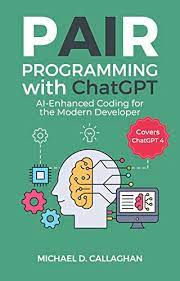 PAIR
PROGRAMMING
with ChatGPT
AI-Enhanced Coding for
the Modern Developer
Covers
ChatGPT 4
MICHAEL D. CALLAGHAN